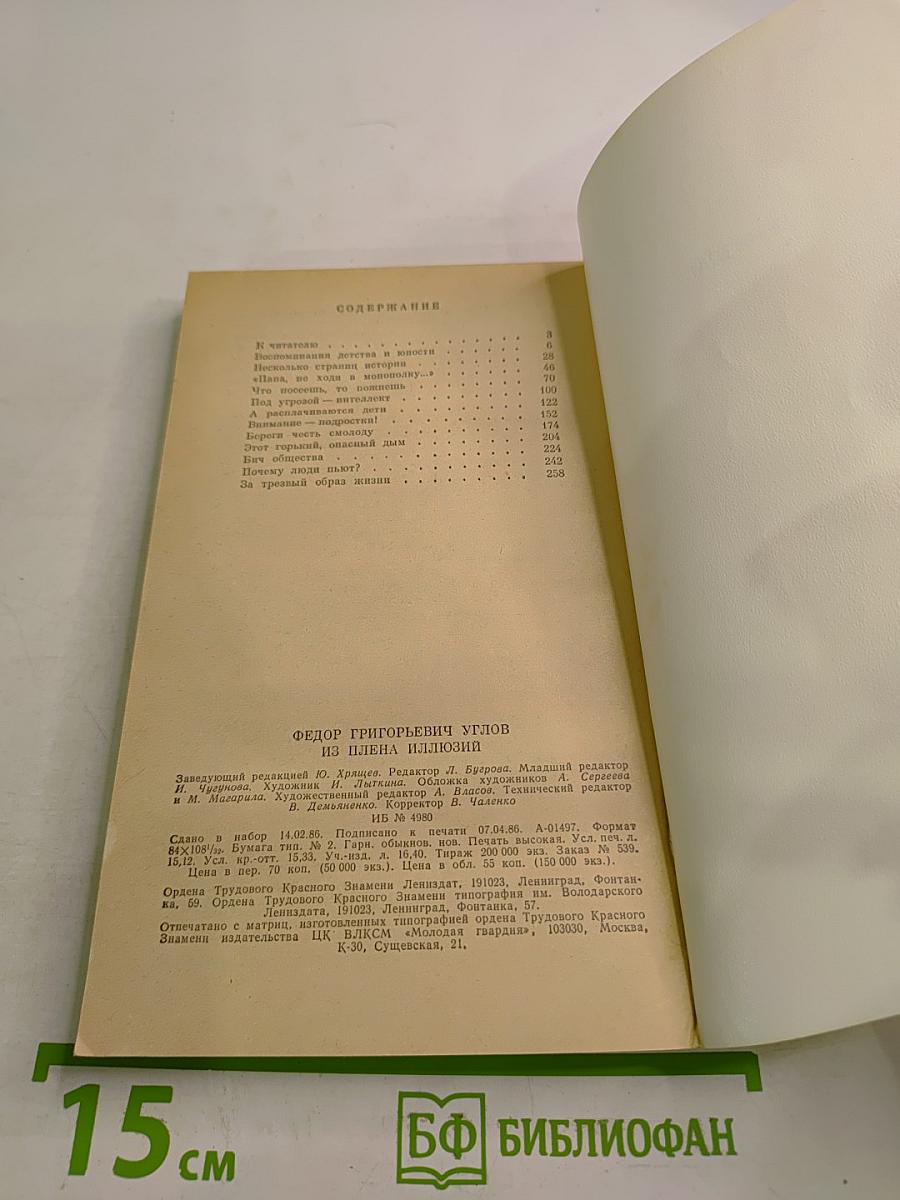 СОДЕРЖАНИЕ
К читателю . . . . . . . . . . . . . 3
Воспоминания детства и юности . . . . . . 6
Несколько страниц истории . . . . . . . 28
«Папа, не ходи в монополку...» . . . . . . 46
Что посеешь, то пожнешь . . . . . . . 70
Под угрозой — интеллект . . . . . . . 100
А расплачиваются дети . . . . . . . . 122
Внимание — подростки! . . . . . . . . 152
Береги честь смолоду . . . . . . . . 174
Этот горький, опасный дым . . . . . . . 204
Бич общества . . . . . . . . . . . 224
Почему люди пьют? . . . . . . . . . 242
За трезвый образ жизни . . . . . . . . 258
ФЕДОР ГРИГОРЬЕВИЧ УГЛОВ
ИЗ ПЛЕНА ИЛЛЮЗИЙ
Заведующий редакцией Ю. Хрящев. Редактор Л. Бугрова. Младший редактор
И. Чугунова. Художник И. Лыткина. Обложка художников А. Сергеева
и М. Магарила. Художественный редактор А. Власов. Технический редактор
В. Демьяненко. Корректор В. Чаленко
ИБ № 4980
Сдано в набор 14.02.86. Подписано к печати 07.04.86. А-01497. Формат
84×108¹/₃₂. Бумага тип. № 2. Гарн. обыкнов. нов. Печать высокая. Усл. печ. л.
15,12. Усл. кр.-отт. 15,33. Уч.-изд. л. 16,40. Тираж 200 000 экз. Заказ № 539.
Цена в пер. 70 коп. (50 000 экз.). Цена в обл. 55 коп. (150 000 экз.).
Ордена Трудового Красного Знамени Лениздат, 191023, Ленинград, Фонтан-
ка, 59. Ордена Трудового Красного Знамени типография им. Володарского
Лениздата, 191023, Ленинград, Фонтанка, 57.
Отпечатано с матриц, изготовленных типографией ордена Трудового Красного
Знамени издательства ЦК ВЛКСМ «Молодая гвардия», 103030, Москва,
К-30, Сущевская, 21.
15 см
БФ БИБЛИОФАН